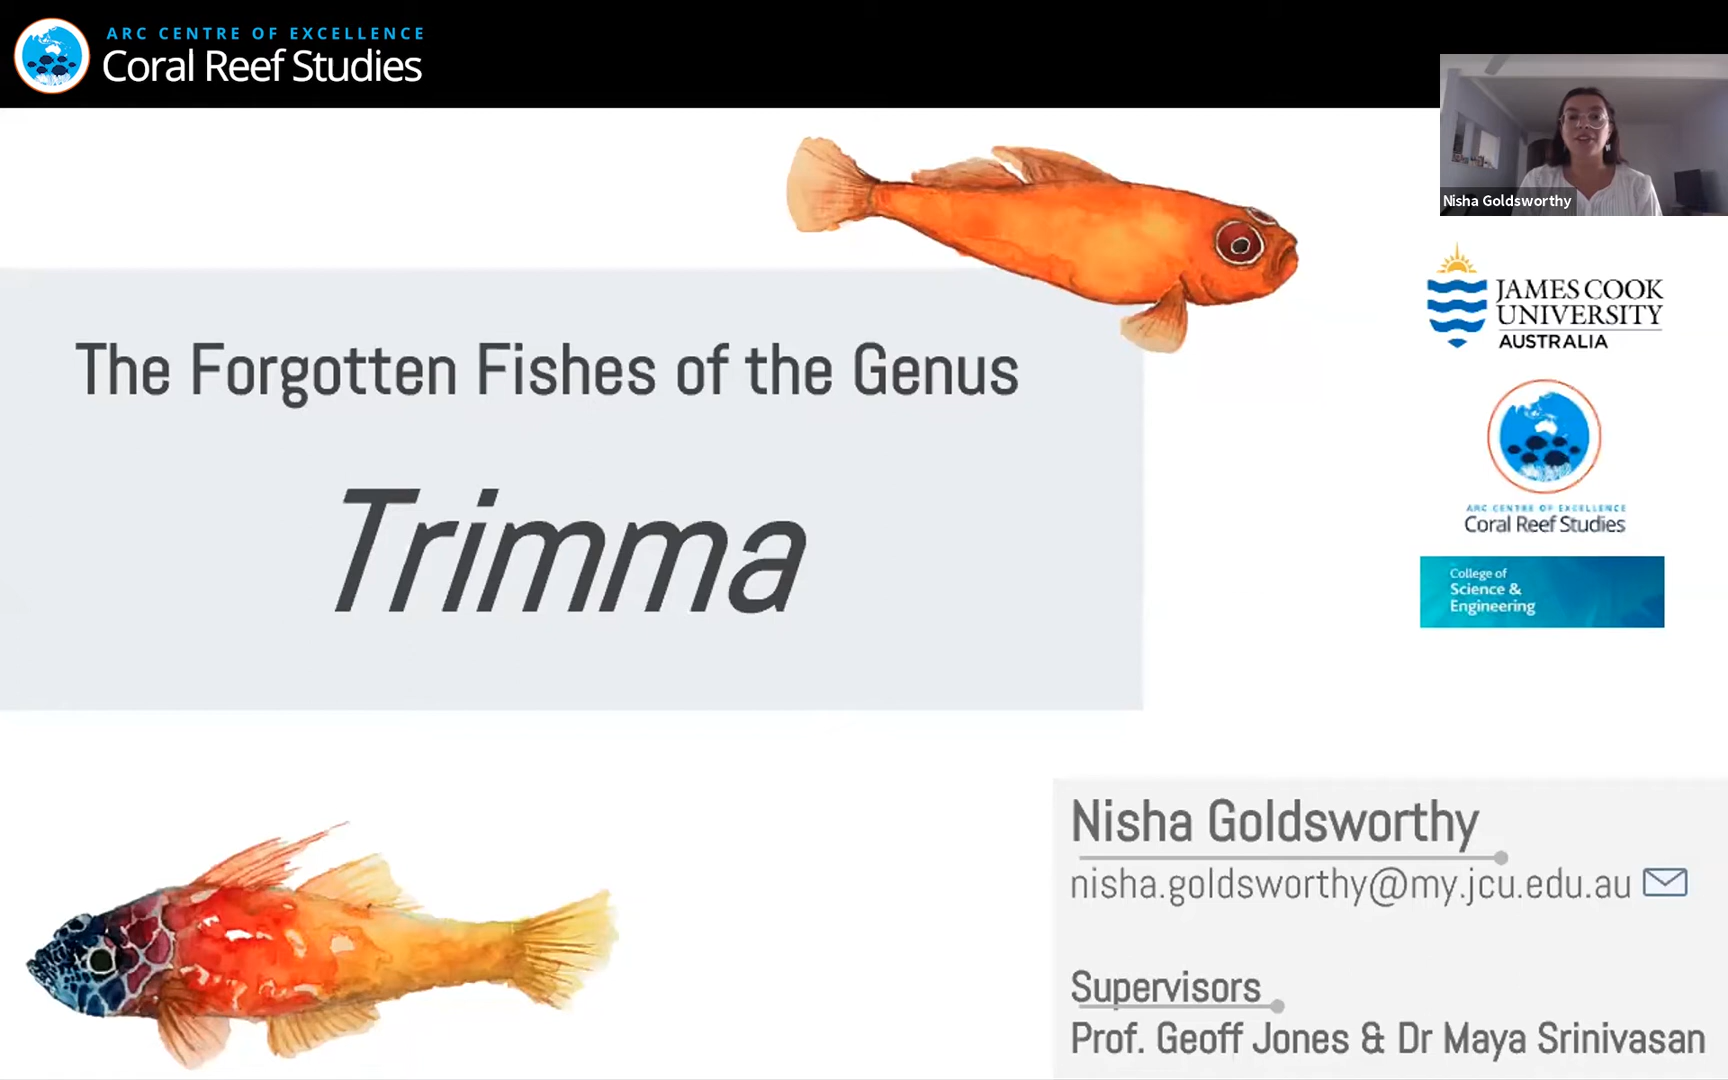 ARC CENTRE OF EXCELLENCE
Coral Reef Studies
Nisha Goldsworthy
JAMES COOK
UNIVERSITY
AUSTRALIA
The Forgotten Fishes of the Genus
Trimma
ARC CENTRE OF EXCELLENCE
Coral Reef Studies
College of
Science &
Engineering
Nisha Goldsworthy
nisha.goldsworthy@my.jcu.edu.au
Supervisors
Prof. Geoff Jones & Dr Maya Srinivasan